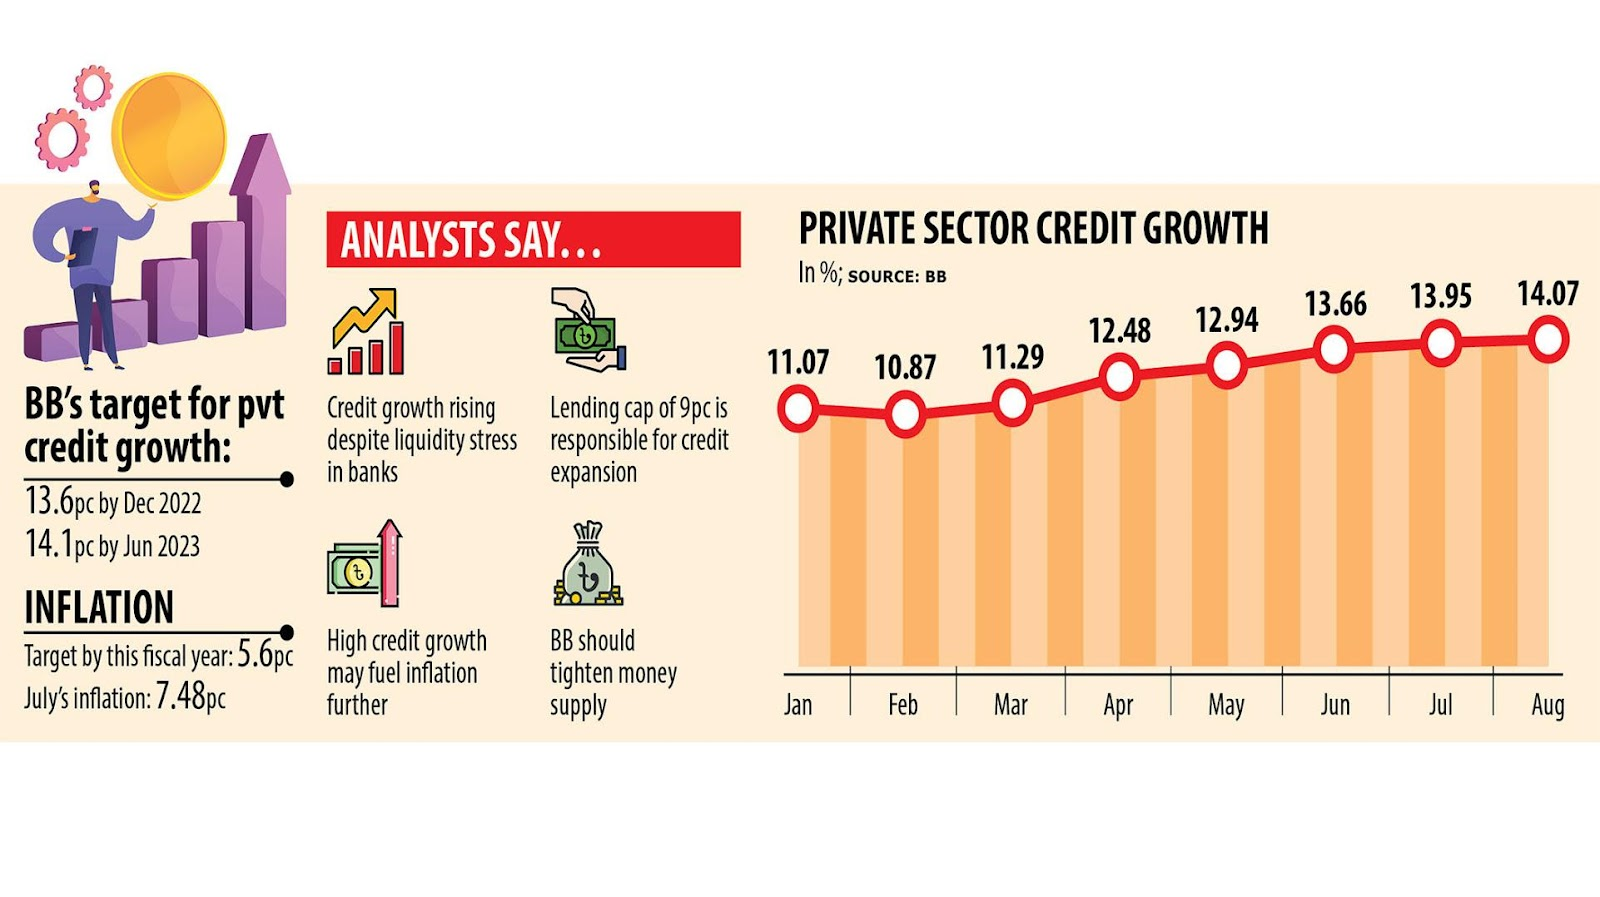 BB's target for pvt
credit growth:
13.6pc by Dec 2022
14.1pc by Jun 2023
INFLATION
Target by this fiscal year: 5.6pc
July's inflation: 7.48pc
ANALYSTS SAY...
Credit growth rising
despite liquidity stress
in banks
Lending cap of 9pc is
responsible for credit
expansion
High credit growth
may fuel inflation
further
BB should
tighten money
supply
PRIVATE SECTOR CREDIT GROWTH
In %; SOURCE: BB
11.07 10.87 11.29 12.48 12.94 13.66 13.95 14.07
Jan Feb Mar Apr May Jun Jul Aug